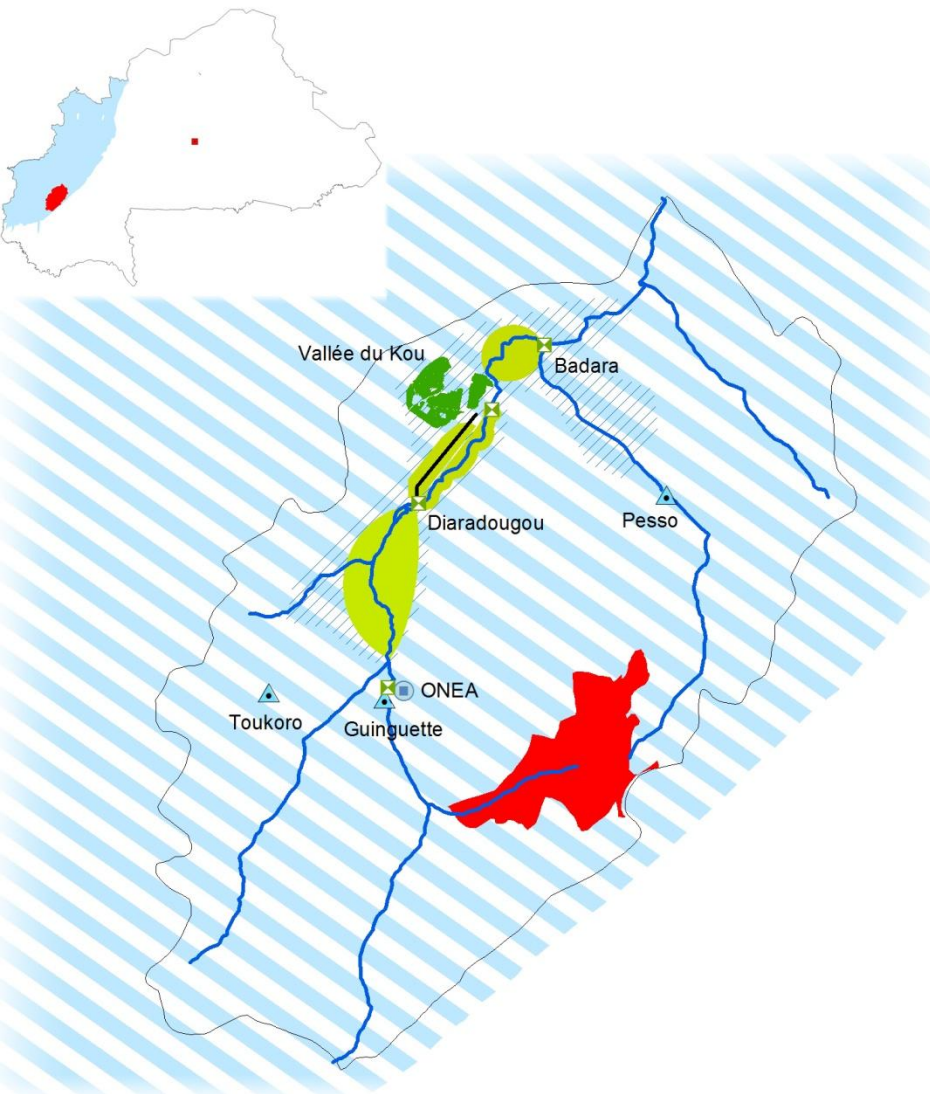 Vallée du Kou
Badara
Diaradougou
Pesso
ONEA
Toukoro
Guinguette